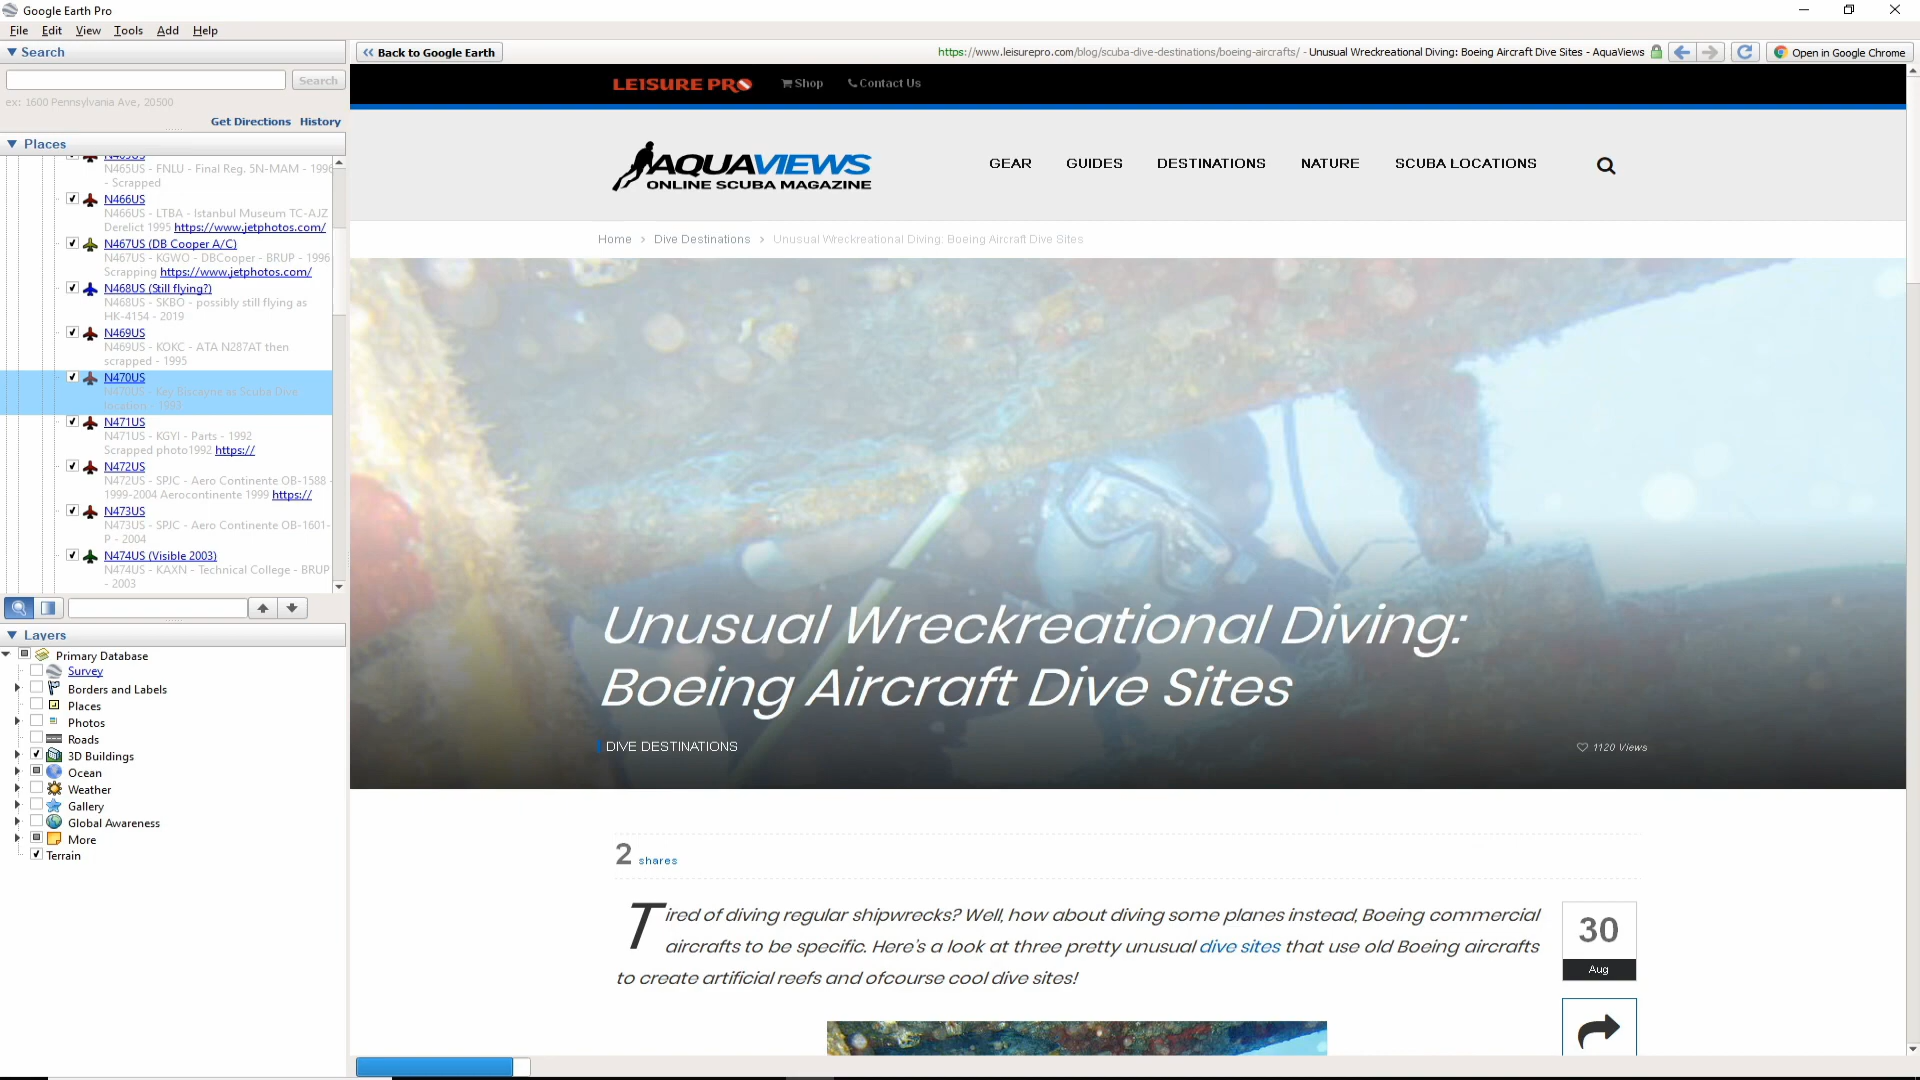 Google Earth Pro
File Edit View Tools Add Help
Search
Search
ex: 1600 Pennsylvania Ave, 20500
Get Directions History
Places
N465US
N465US - FNLU - Final Reg. 5N-MAM - 1996
- Scrapped
N466US
N466US - LTBA - Istanbul Museum TC-AJZ
Derelict 1995 https://www.jetphotos.com/
N467US (DB Cooper A/C)
N467US - KGWO - DBCooper - BRUP - 1996
Scrapping https://www.jetphotos.com/
N468US (Still flying?)
N468US - SKBO - possibly still flying as
HK-4154 - 2019
N469US
N469US - KOKC - ATA N287AT then
scrapped - 1995
N470US
N470US - Key Biscayne as Scuba Dive
location - 1993
N471US
N471US - KGYI - Parts - 1992
Scrapped photo1992 https://
N472US
N472US - SPJC - Aero Continente OB-1588 -
1999-2004 Aerocontinente 1999 https://
N473US
N473US - SPJC - Aero Continente OB-1601-
P - 2004
N474US (Visible 2003)
N474US - KAXN - Technical College - BRUP
- 2003
Layers
Primary Database
Survey
Borders and Labels
Places
Photos
Roads
3D Buildings
Ocean
Weather
Gallery
Global Awareness
More
Terrain
Back to Google Earth
https://www.leisurepro.com/blog/scuba-dive-destinations/boeing-aircrafts/ - Unusual Wreckreational Diving: Boeing Aircraft Dive Sites - AquaViews
Open in Google Chrome
LEISURE PRO Shop Contact Us
AQUAVIEWS
ONLINE SCUBA MAGAZINE
GEAR GUIDES DESTINATIONS NATURE SCUBA LOCATIONS
Home > Dive Destinations > Unusual Wreckreational Diving: Boeing Aircraft Dive Sites
Unusual Wreckreational Diving:
Boeing Aircraft Dive Sites
DIVE DESTINATIONS
1120 Views
2 shares
Tired of diving regular shipwrecks? Well, how about diving some planes instead, Boeing commercial
aircrafts to be specific. Here's a look at three pretty unusual dive sites that use old Boeing aircrafts
to create artificial reefs and ofcourse cool dive sites!
30
Aug